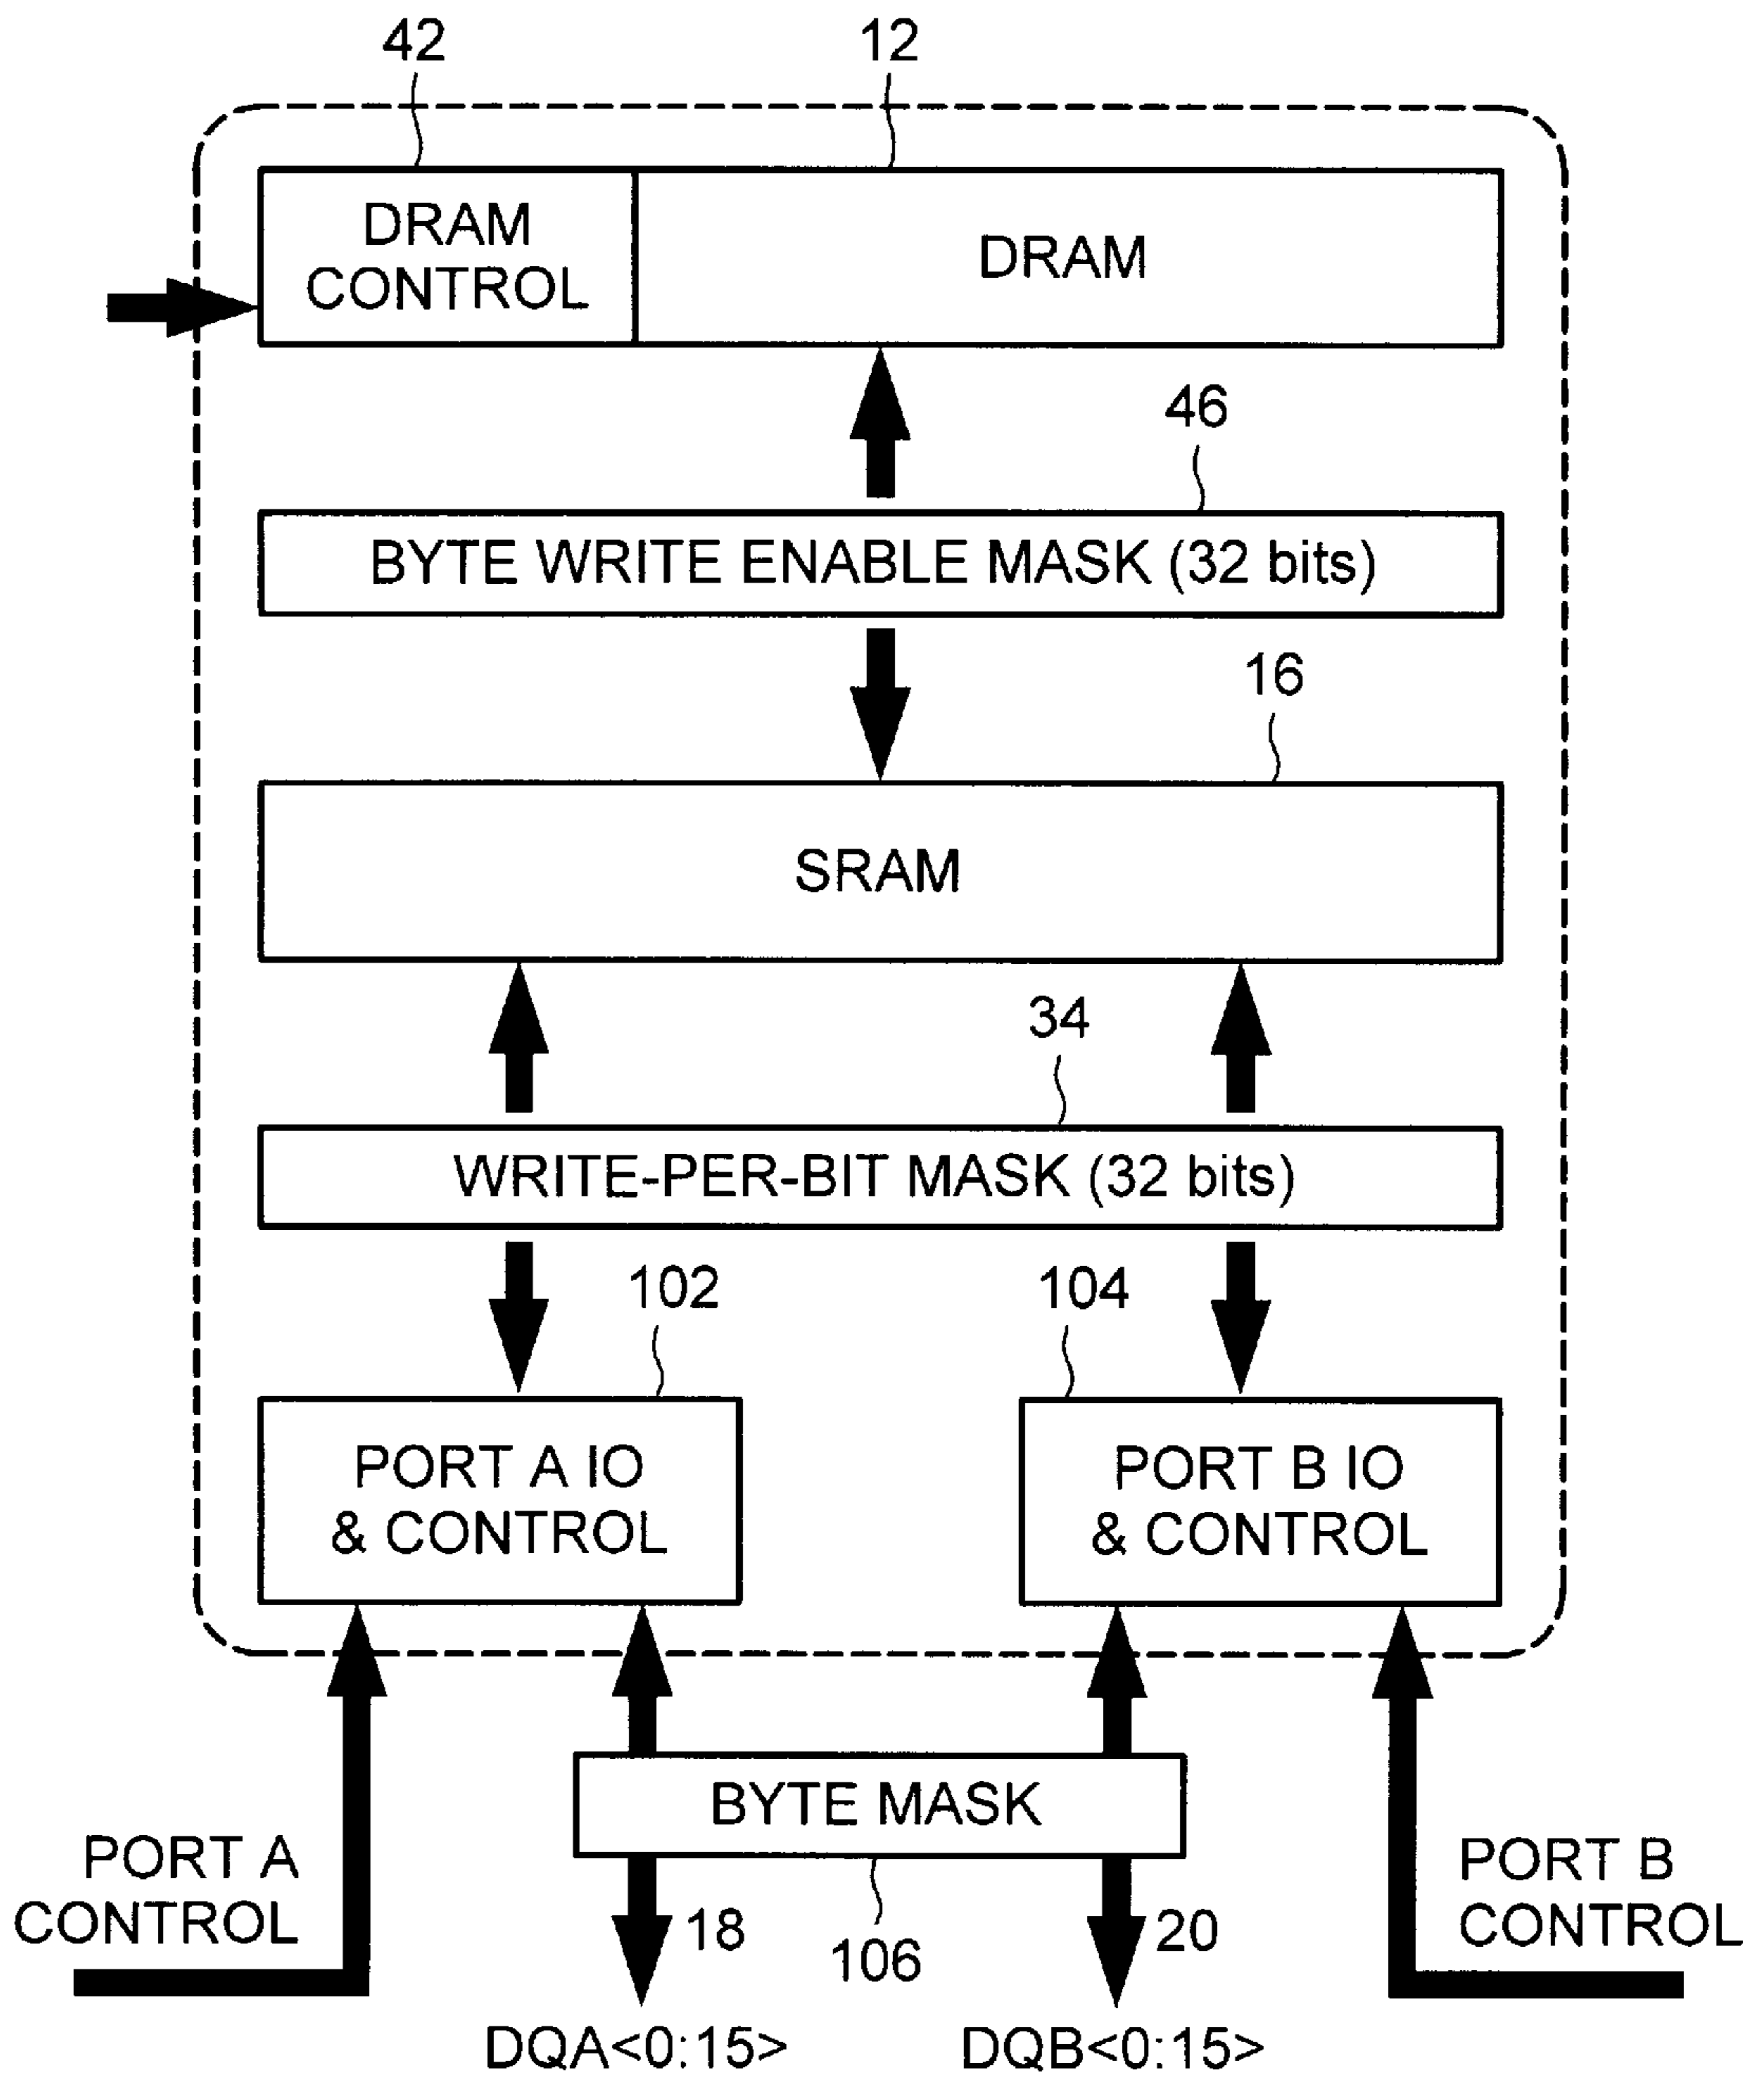 42
12
DRAM
CONTROL
DRAM
46
BYTE WRITE ENABLE MASK (32 bits)
16
SRAM
34
WRITE-PER-BIT MASK (32 bits)
102
104
PORT A IO
& CONTROL
PORT B IO
& CONTROL
BYTE MASK
PORT A
CONTROL
18
106
20
PORT B
CONTROL
DQA<0:15>
DQB<0:15>